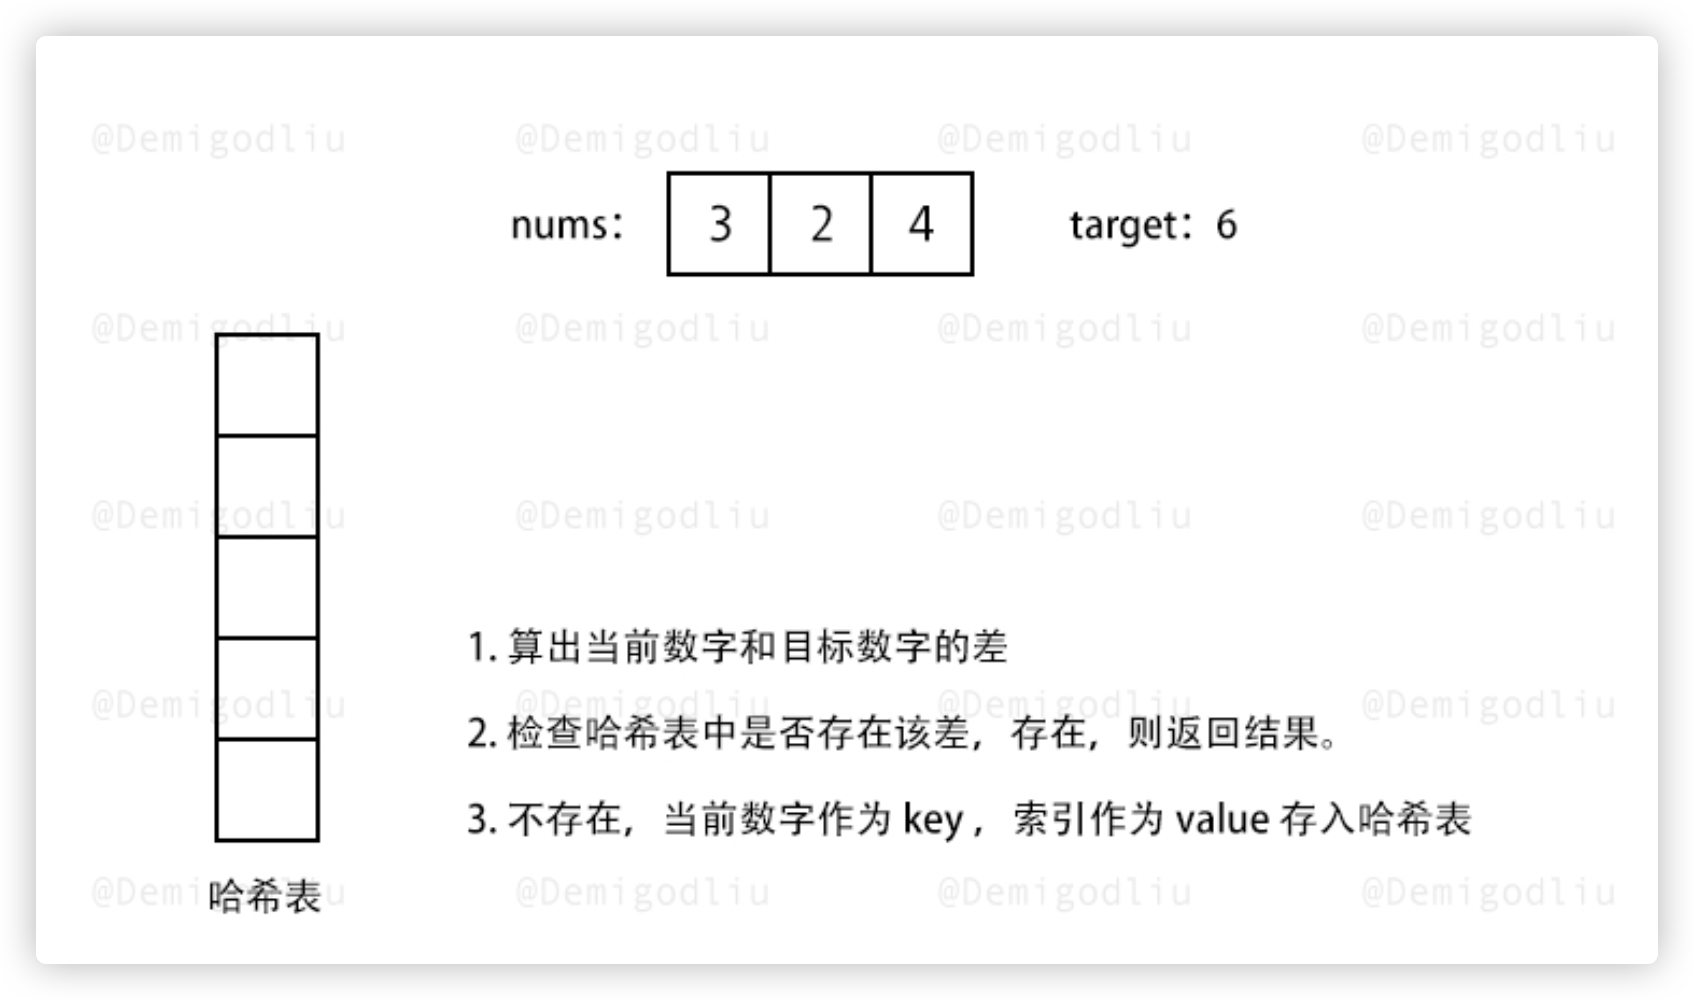 @Demigodliu @Demigodliu @Demigodliu @Demigodliu
nums： 3 2 4 target：6
@Demigodliu @Demigodliu @Demigodliu @Demigodliu
@Demigodliu @Demigodliu @Demigodliu @Demigodliu
1. 算出当前数字和目标数字的差
@Demigodliu @Demigodliu @Demigodliu @Demigodliu
2. 检查哈希表中是否存在该差，存在，则返回结果。
3. 不存在，当前数字作为 key ，索引作为 value 存入哈希表
@Demigodliu @Demigodliu @Demigodliu @Demigodliu
哈希表